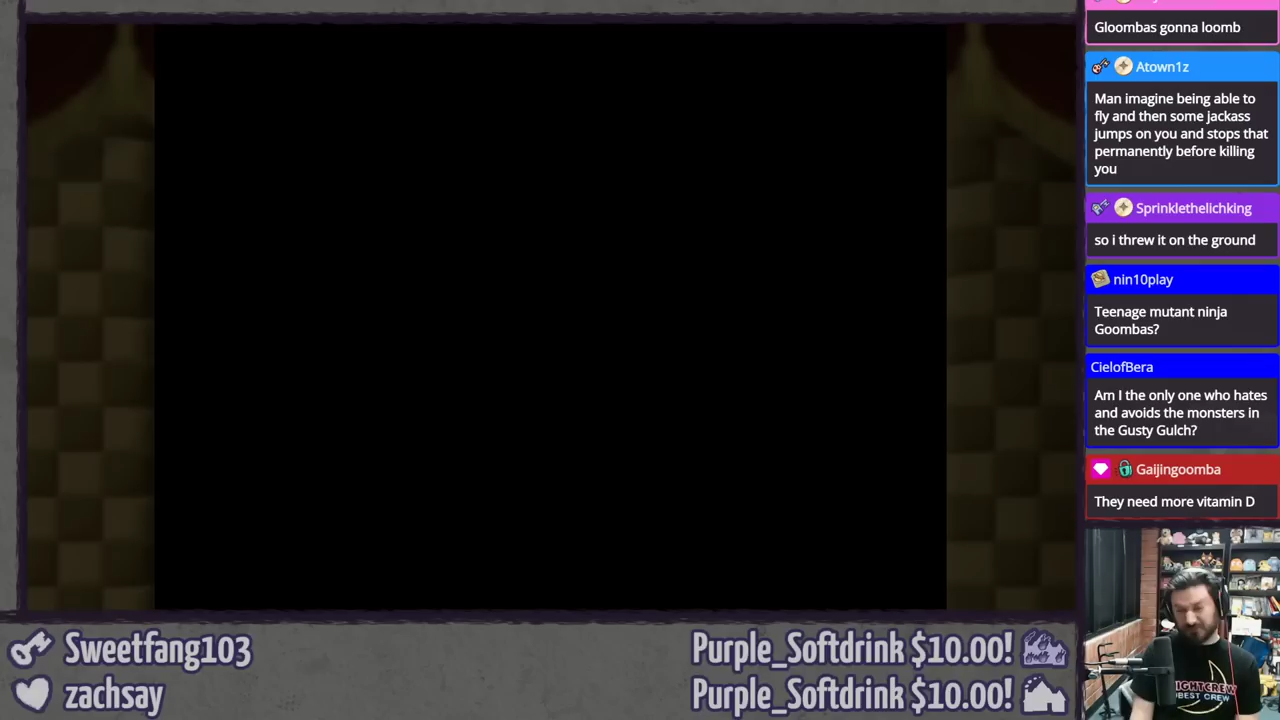 Gloombas gonna loomb
Atown1z
Man imagine being able to
fly and then some jackass
jumps on you and stops that
permanently before killing
you
Sprinklethelichking
so i threw it on the ground
nin10play
Teenage mutant ninja
Goombas?
CielofBera
Am I the only one who hates
and avoids the monsters in
the Gusty Gulch?
Gaijingoomba
They need more vitamin D
Sweetfang103
zachsay
Purple_Softdrink $10.00!
Purple_Softdrink $10.00!